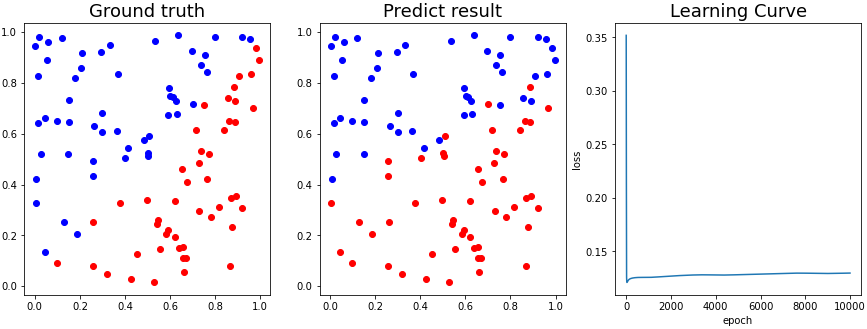 Ground truth
1.0
0.8
0.6
0.4
0.2
0.0
0.0 0.2 0.4 0.6 0.8 1.0
Predict result
1.0
0.8
0.6
0.4
0.2
0.0
0.0 0.2 0.4 0.6 0.8 1.0
Learning Curve
loss
0.35
0.30
0.25
0.20
0.15
0 2000 4000 6000 8000 10000
epoch